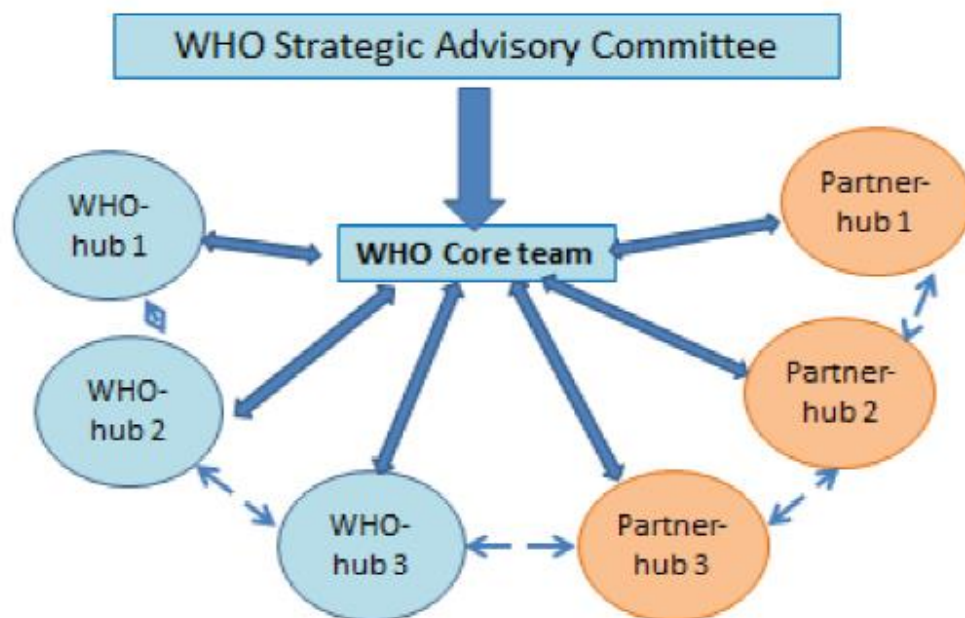 WHO Strategic Advisory Committee
WHO-
hub 1
Partner-
hub 1
WHO Core team
WHO-
hub 2
Partner-
hub 2
WHO-
hub 3
Partner-
hub 3